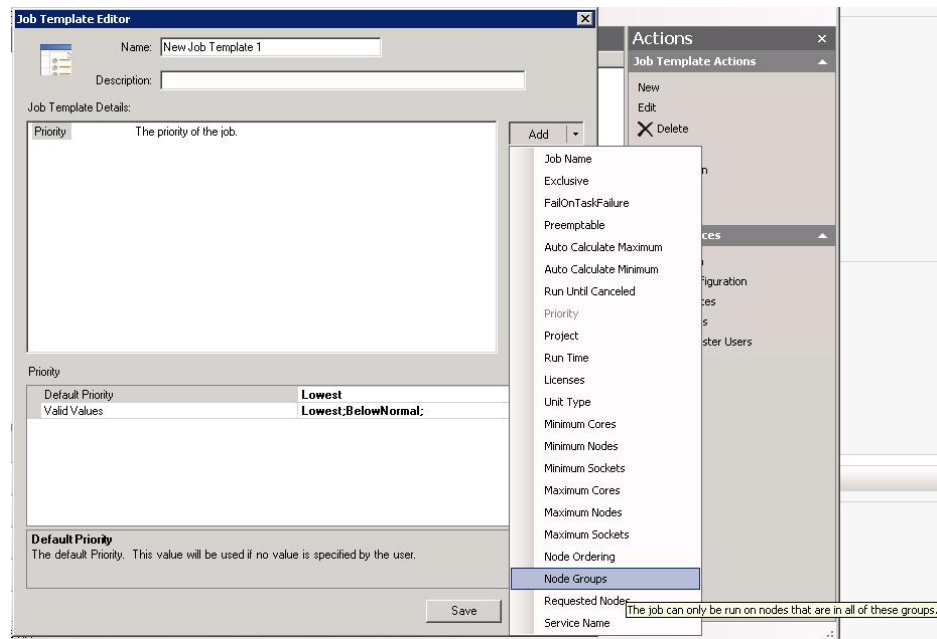 Job Template Editor
Name: New Job Template 1
Description:
Job Template Details:
Priority The priority of the job.
Add
Job Name
Exclusive
FailOnTaskFailure
Preemptable
Auto Calculate Maximum
Auto Calculate Minimum
Run Until Canceled
Priority
Project
Run Time
Licenses
Unit Type
Minimum Cores
Minimum Nodes
Minimum Sockets
Maximum Cores
Maximum Nodes
Maximum Sockets
Node Ordering
Node Groups
Requested Nodes
Service Name
The job can only be run on nodes that are in all of these groups.
Priority
Default Priority Lowest
Valid Values Lowest;BelowNormal;
Default Priority
The default Priority. This value will be used if no value is specified by the user.
Save
Actions
Job Template Actions
New
Edit
Delete
n
ces
figuration
ces
s
ster Users